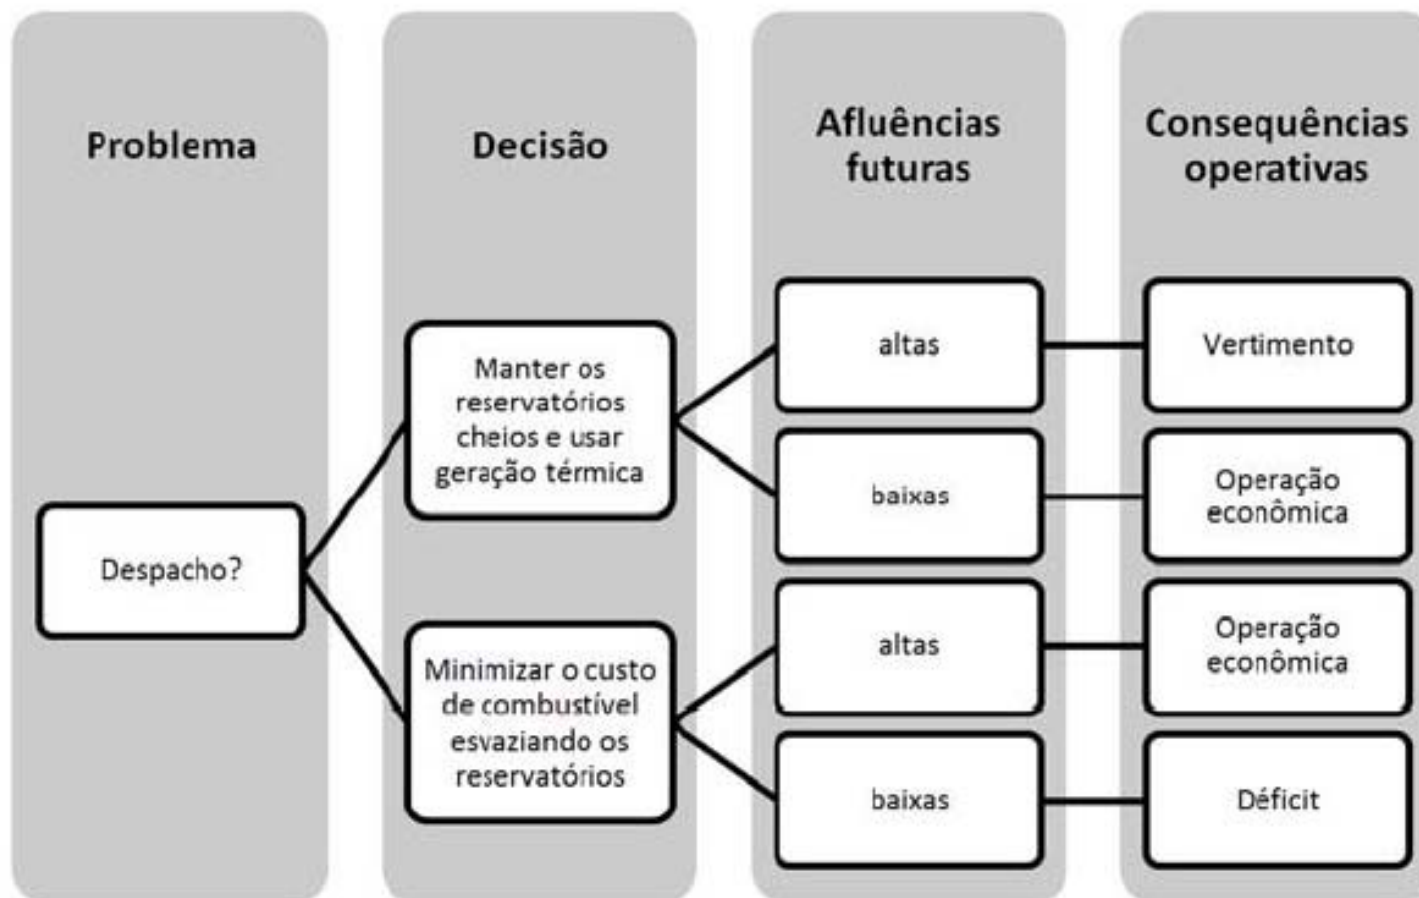 Problema
Decisão
Afluências
futuras
Consequências
operativas
Despacho?
Manter os
reservatórios
cheios e usar
geração térmica
Minimizar o custo
de combustível
esvaziando os
reservatórios
altas
baixas
altas
baixas
Vertimento
Operação
econômica
Operação
econômica
Déficit